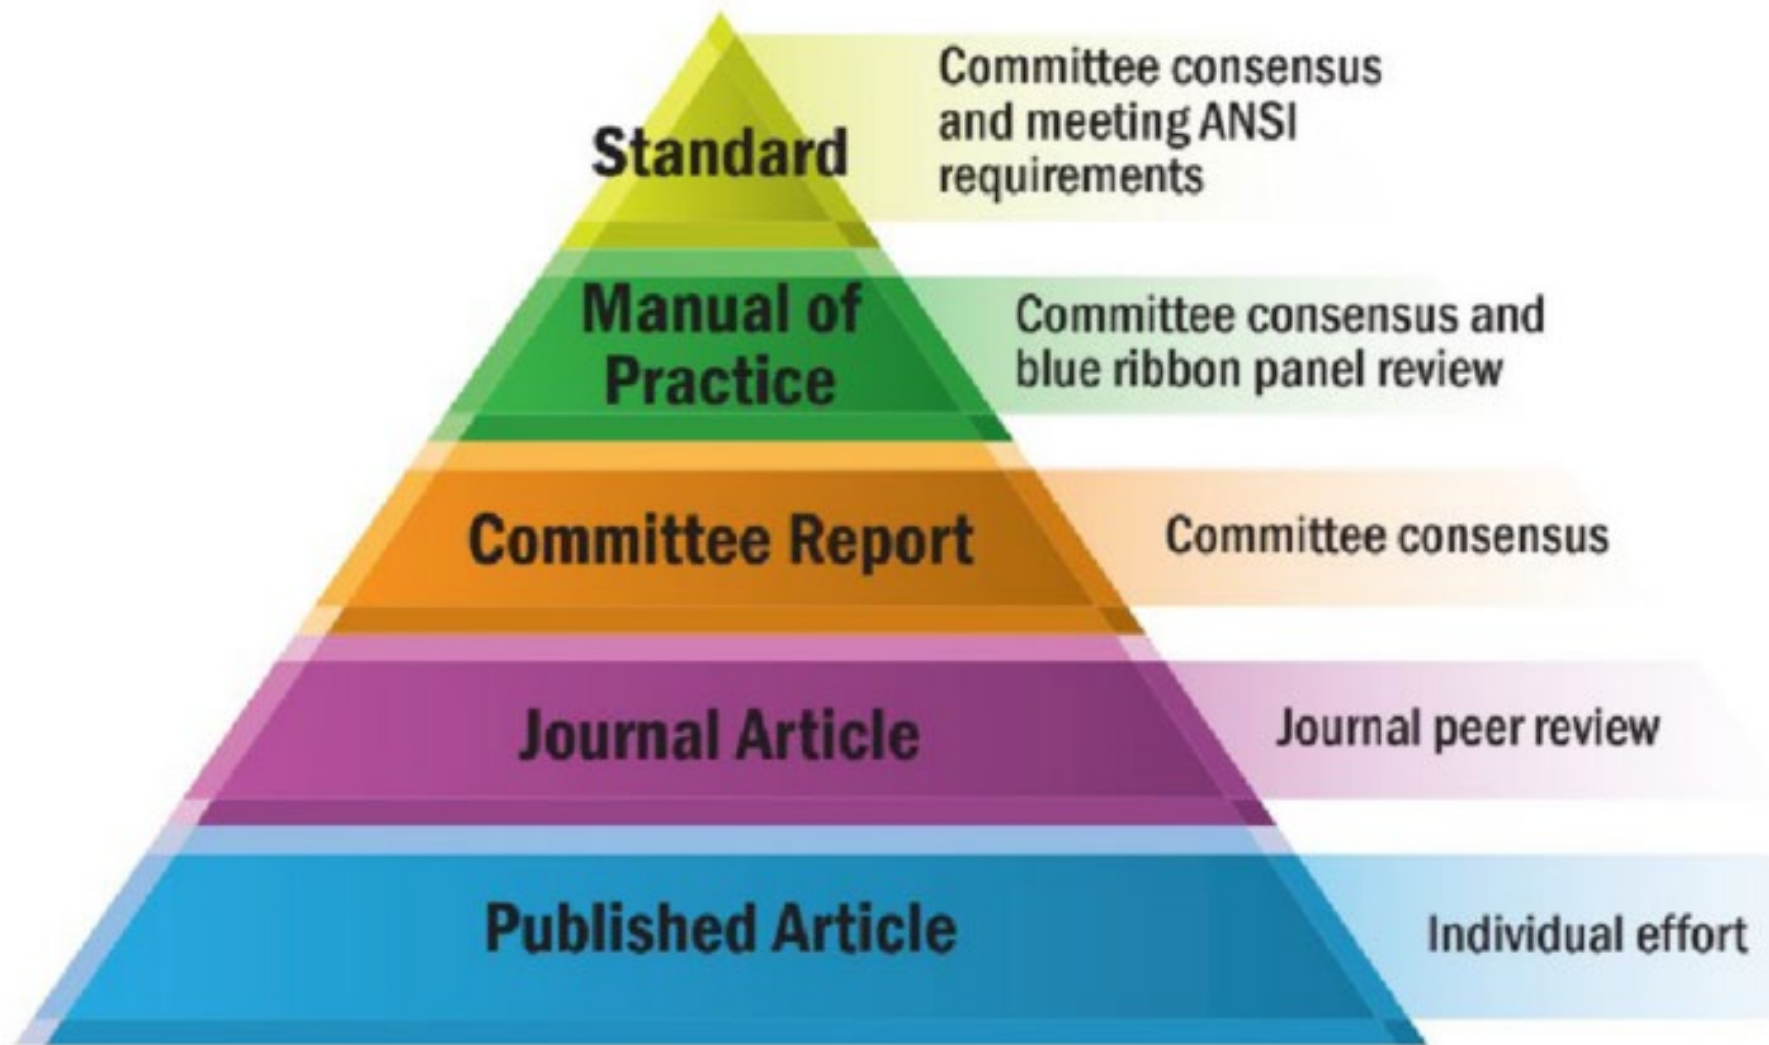 Standard
Committee consensus
and meeting ANSI
requirements
Manual of
Practice
Committee consensus and
blue ribbon panel review
Committee Report
Committee consensus
Journal Article
Journal peer review
Published Article
Individual effort